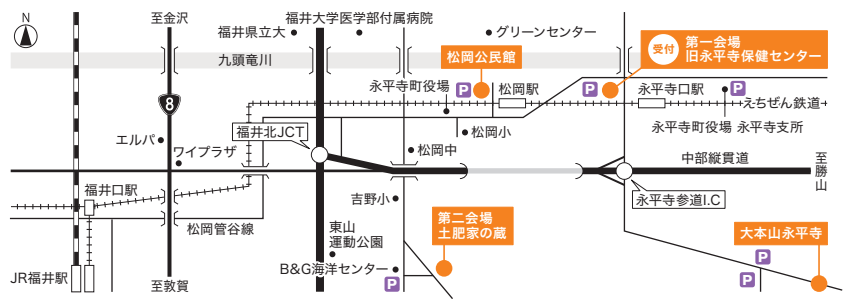 至金沢
福井県立大
福井大学医学部付属病院
グリーンセンター
N
九頭竜川
松岡公民館
受付
第一会場
旧永平寺保健センター
P
P
P
永平寺町役場
松岡駅
永平寺口駅
えちぜん鉄道
8
エルパ
ワイプラザ
福井北JCT
松岡小
松岡中
永平寺町役場 永平寺支所
中部縦貫道
至勝山
福井口駅
吉野小
永平寺参道I.C
松岡菅谷線
東山
運動公園
第二会場
土肥家の蔵
大本山永平寺
JR福井駅
至敦賀
B&G海洋センター
P
P
P